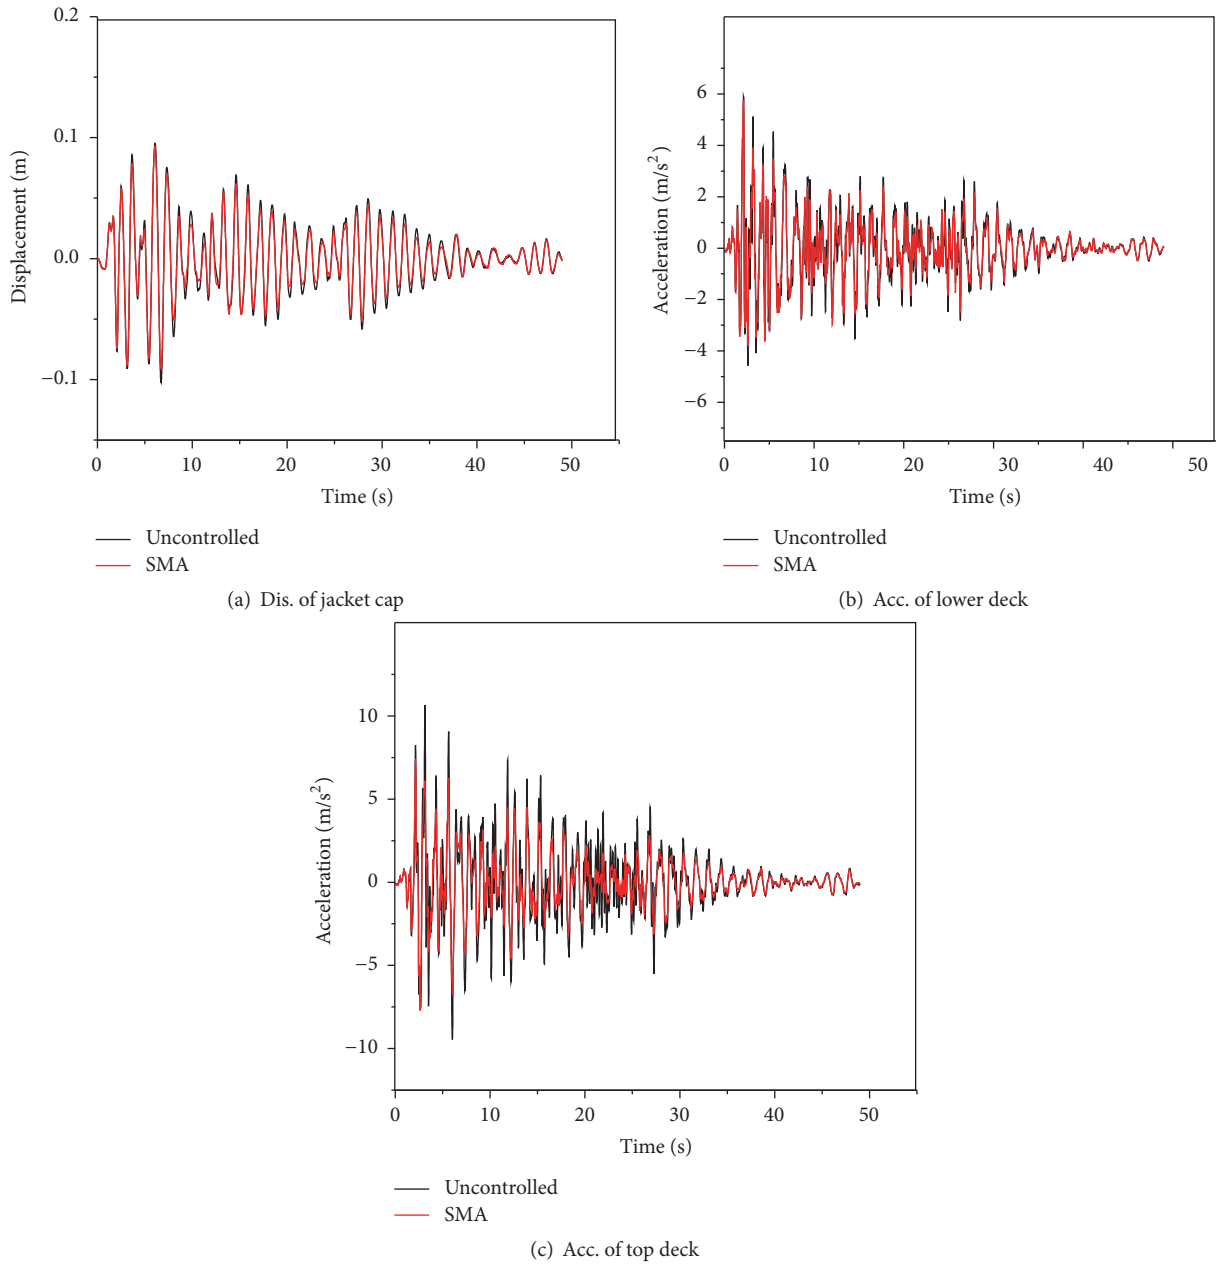 0.2
0.1
0.0
−0.1
Displacement (m)
0 10 20 30 40 50
Time (s)
Uncontrolled
SMA
(a) Dis. of jacket cap
6
4
2
0
−2
−4
−6
Acceleration (m/s²)
0 10 20 30 40 50
Time (s)
Uncontrolled
SMA
(b) Acc. of lower deck
10
5
0
−5
−10
Acceleration (m/s²)
0 10 20 30 40 50
Time (s)
Uncontrolled
SMA
(c) Acc. of top deck